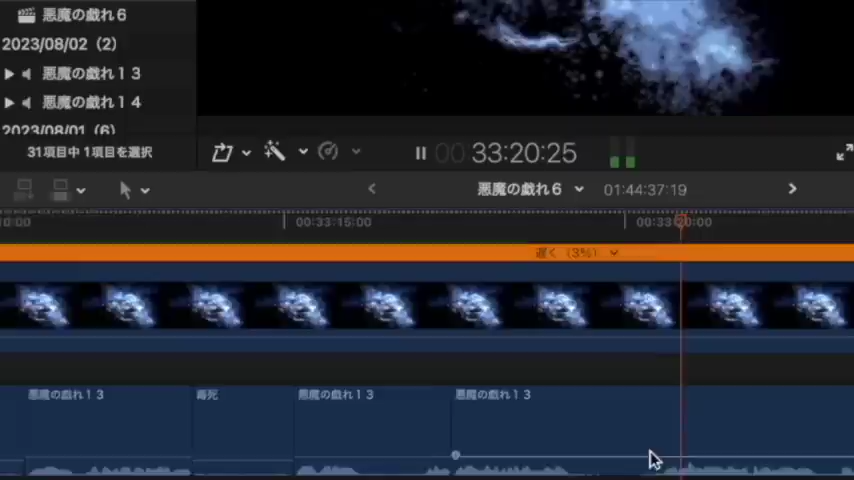 悪魔の戯れ6
2023/08/02（2）
悪魔の戯れ13
悪魔の戯れ14
2023/08/01（6）
31項目中 1項目を選択
00 33:20:25
悪魔の戯れ6
01:44:37:19
0:00
00:33:15:00
00:33:20:00
遅く（3%）
悪魔の戯れ13
毒死
悪魔の戯れ13
悪魔の戯れ13